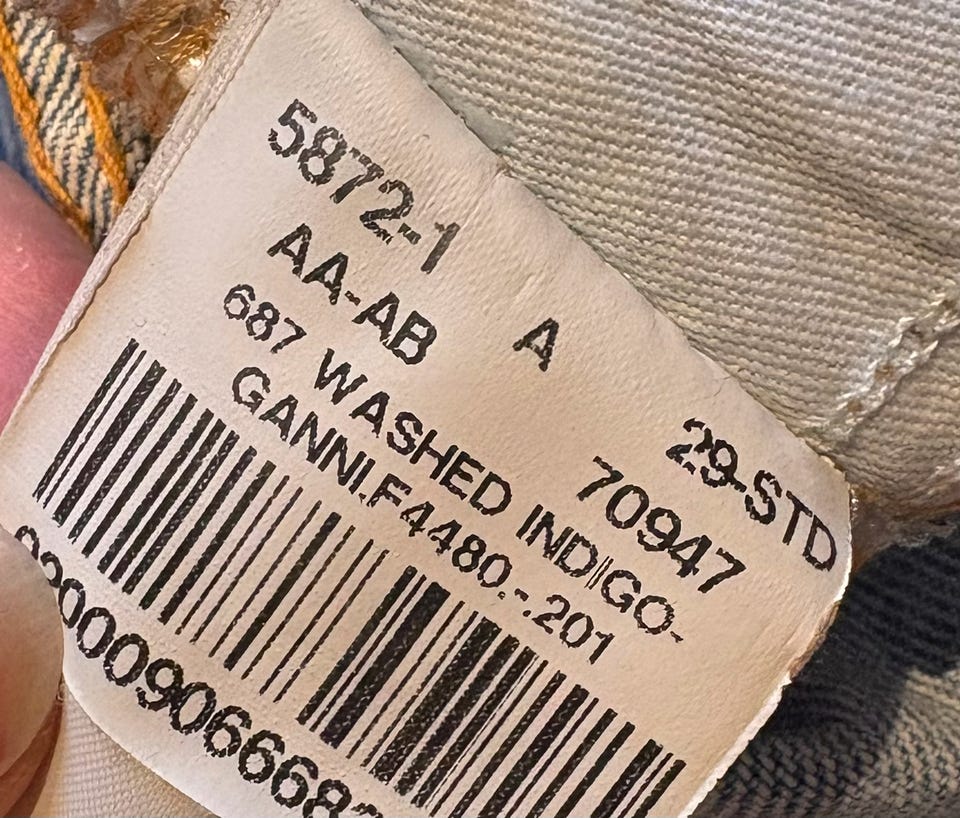 5872-1
AA-AB A 29-STD
687 WASHED INDIGO- 70947
GANNI.F4480.-.201